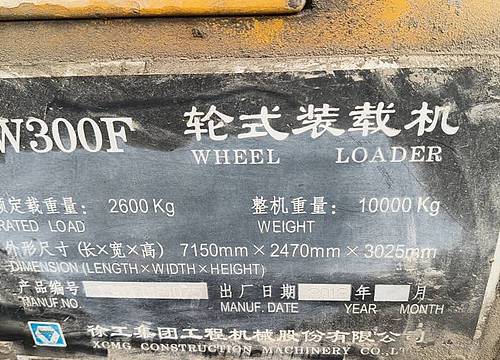 W300F 轮式装载机
WHEEL LOADER
额定载重量: 2600 Kg 整机重量: 10000 Kg
RATED LOAD WEIGHT
外形尺寸 (长×宽×高) 7150mm×2470mm×3025mm
DIMENSION (LENGTH×WIDTH×HEIGHT)
产品编号 出厂日期 年 月
MANUF.NO. MANUF.DATE YEAR MONTH
徐工集团工程机械股份有限公司
XCMG CONSTRUCTION MACHINERY CO.,LTD